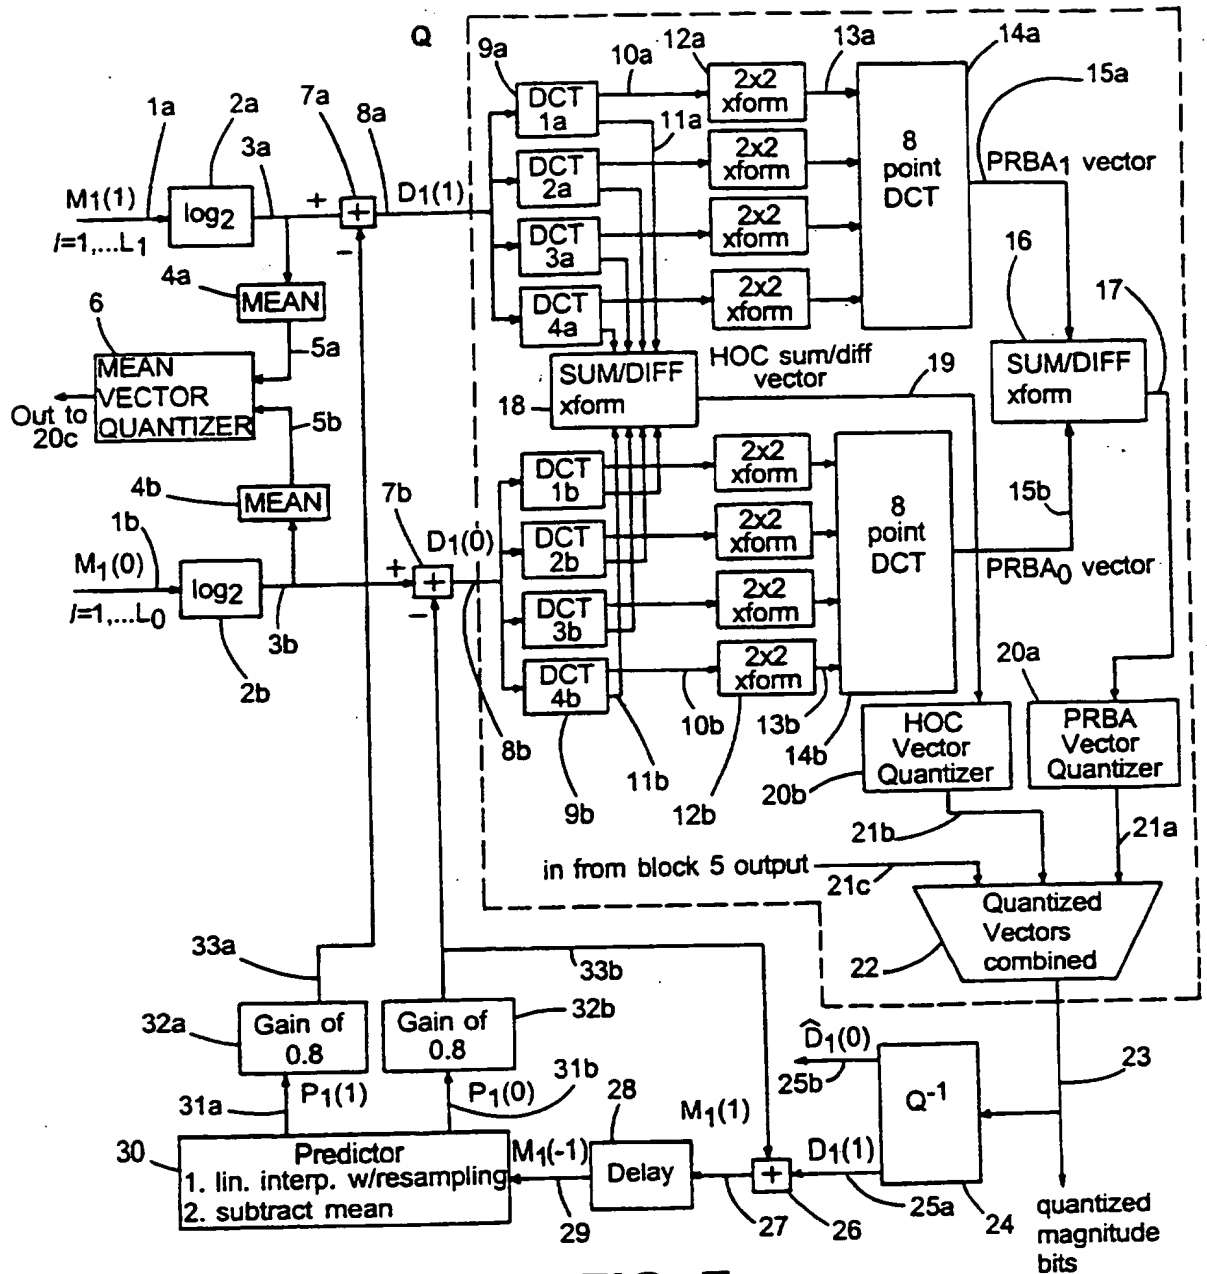 Q
9a
10a
12a
13a
14a
15a
1a
2a
7a
8a
3a
11a
DCT
1a
DCT
2a
DCT
3a
DCT
4a
2x2
xform
2x2
xform
2x2
xform
2x2
xform
8
point
DCT
PRBA1 vector
M1(1)
l=1,...L1
log2
+
+
−
D1(1)
4a
MEAN
6
5a
MEAN
VECTOR
QUANTIZER
Out to
20c
5b
4b
MEAN
16
17
SUM/DIFF
xform
18
HOC sum/diff
vector
19
SUM/DIFF
xform
15b
1b
M1(0)
l=1,...L0
log2
2b
3b
7b
+
+
−
D1(0)
8b
DCT
1b
DCT
2b
DCT
3b
DCT
4b
9b
11b
10b
2x2
xform
2x2
xform
2x2
xform
2x2
xform
12b
13b
8
point
DCT
14b
PRBA0 vector
20a
HOC
Vector
Quantizer
20b
PRBA
Vector
Quantizer
21b
21a
in from block 5 output
21c
Quantized
Vectors
combined
22
33a
33b
32a
Gain of
0.8
Gain of
0.8
32b
31a
P1(1)
P1(0)
31b
28
M1(1)
D̂1(0)
25b
Q-1
23
30
Predictor
1. lin. interp. w/resampling
2. subtract mean
M1(-1)
29
Delay
27
+
26
D1(1)
25a
24
quantized
magnitude
bits